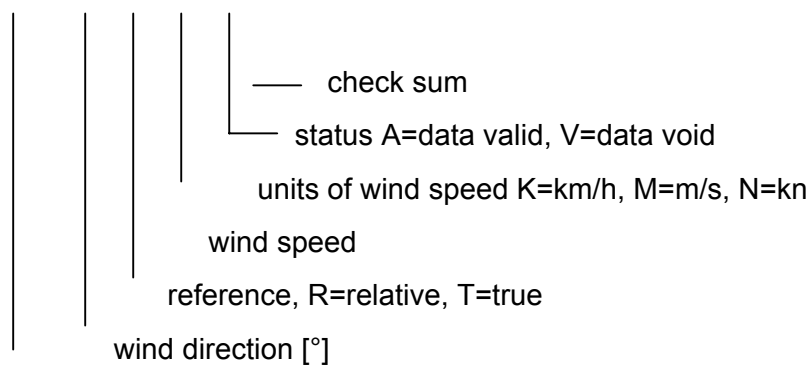 check sum
status A=data valid, V=data void
units of wind speed K=km/h, M=m/s, N=kn
wind speed
reference, R=relative, T=true
wind direction [°]